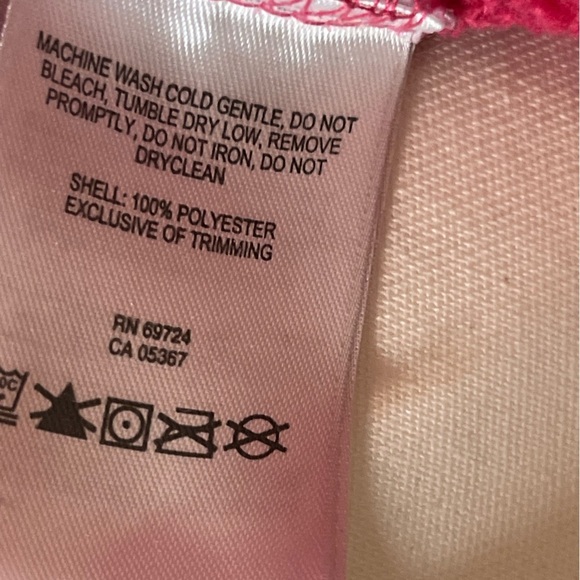 MACHINE WASH COLD GENTLE, DO NOT
BLEACH, TUMBLE DRY LOW, REMOVE
PROMPTLY, DO NOT IRON, DO NOT
DRYCLEAN
SHELL: 100% POLYESTER
EXCLUSIVE OF TRIMMING
RN 69724
CA 05367